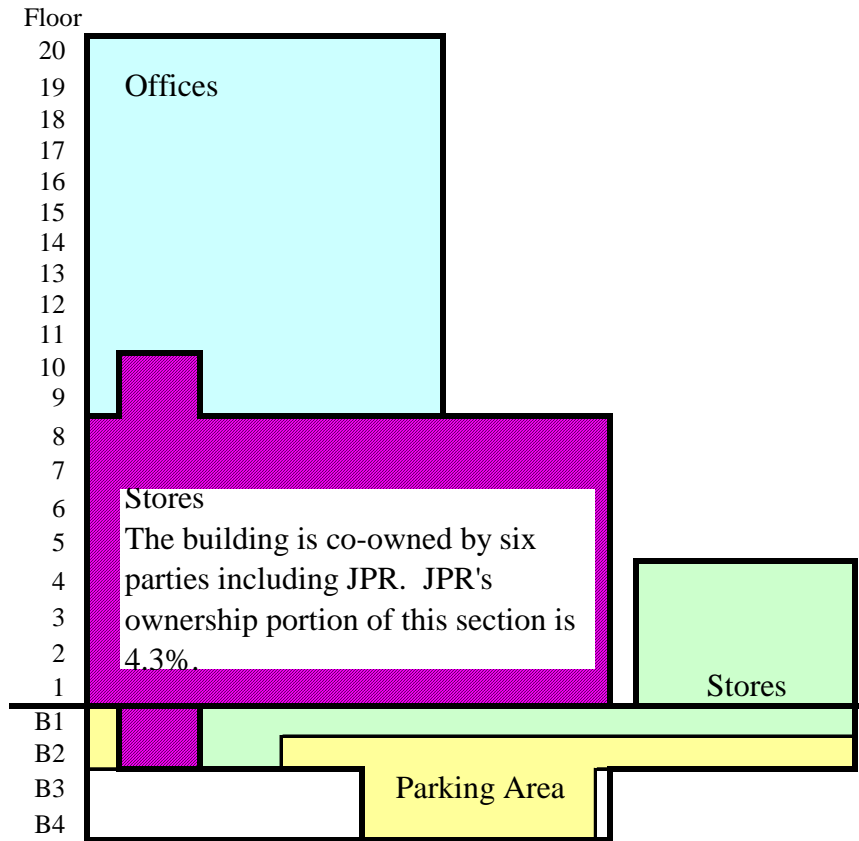 Floor
20
19
18
17
16
15
14
13
12
11
10
9
8
7
6
5
4
3
2
1
B1
B2
B3
B4
Offices
Stores
The building is co-owned by six
parties including JPR. JPR's
ownership portion of this section is
4.3%.
Stores
Parking Area